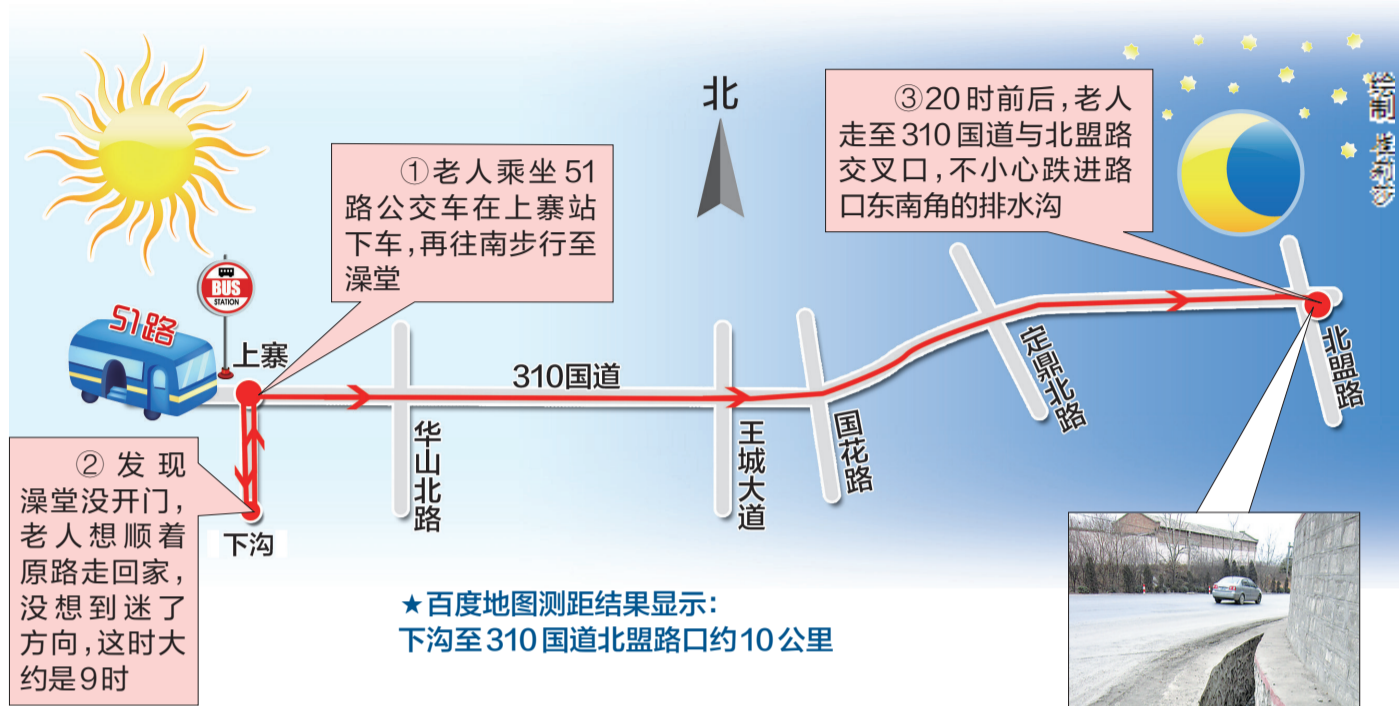 北
①老人乘坐51
路公交车在上寨站
下车,再往南步行至
澡堂
③20时前后,老人
走至310国道与北盟路
交叉口,不小心跌进路
口东南角的排水沟
BUS
STATION
51路
上寨
310国道
华山北路
王城大道
国花路
定鼎北路
北盟路
②发现
澡堂没开门,
老人想顺着
原路走回家,
没想到迷了
方向,这时大
约是9时
下沟
★百度地图测距结果显示:
下沟至310国道北盟路口约10公里
绘制